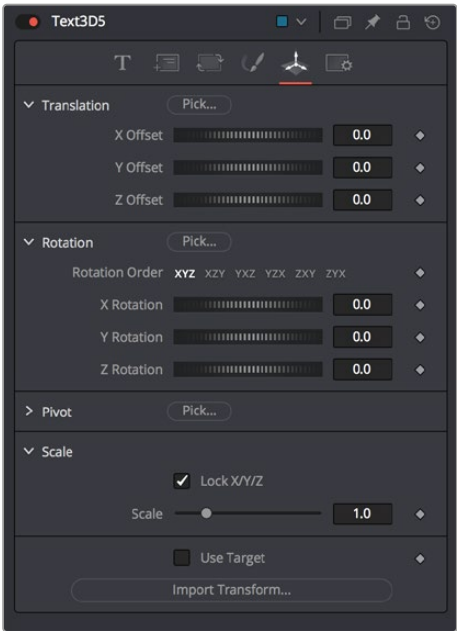 Text3D5
T
Translation Pick...
X Offset 0.0
Y Offset 0.0
Z Offset 0.0
Rotation Pick...
Rotation Order XYZ XZY YXZ YZX ZXY ZYX
X Rotation 0.0
Y Rotation 0.0
Z Rotation 0.0
Pivot Pick...
Scale
Lock X/Y/Z
Scale 1.0
Use Target
Import Transform...